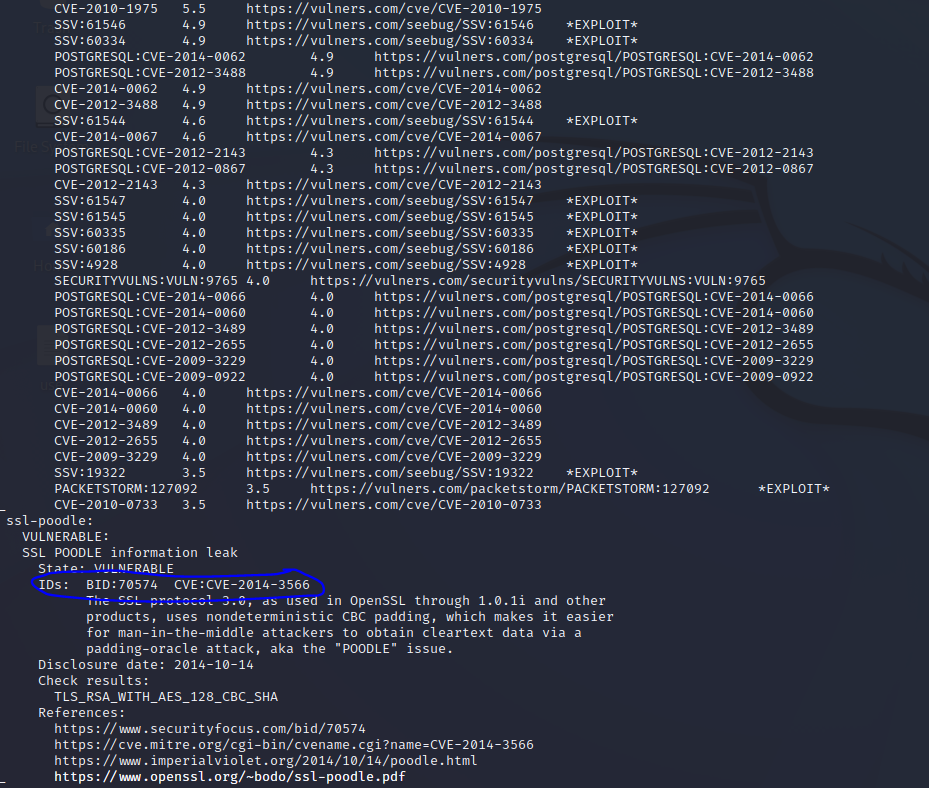 CVE-2010-1975 5.5 https://vulners.com/cve/CVE-2010-1975
SSV:61546 4.9 https://vulners.com/seebug/SSV:61546 *EXPLOIT*
SSV:60334 4.9 https://vulners.com/seebug/SSV:60334 *EXPLOIT*
POSTGRESQL:CVE-2014-0062 4.9 https://vulners.com/postgresql/POSTGRESQL:CVE-2014-0062
POSTGRESQL:CVE-2012-3488 4.9 https://vulners.com/postgresql/POSTGRESQL:CVE-2012-3488
CVE-2014-0062 4.9 https://vulners.com/cve/CVE-2014-0062
CVE-2012-3488 4.9 https://vulners.com/cve/CVE-2012-3488
SSV:61544 4.6 https://vulners.com/seebug/SSV:61544 *EXPLOIT*
CVE-2014-0067 4.6 https://vulners.com/cve/CVE-2014-0067
POSTGRESQL:CVE-2012-2143 4.3 https://vulners.com/postgresql/POSTGRESQL:CVE-2012-2143
POSTGRESQL:CVE-2012-0867 4.3 https://vulners.com/postgresql/POSTGRESQL:CVE-2012-0867
CVE-2012-2143 4.3 https://vulners.com/cve/CVE-2012-2143
SSV:61547 4.0 https://vulners.com/seebug/SSV:61547 *EXPLOIT*
SSV:61545 4.0 https://vulners.com/seebug/SSV:61545 *EXPLOIT*
SSV:60335 4.0 https://vulners.com/seebug/SSV:60335 *EXPLOIT*
SSV:60186 4.0 https://vulners.com/seebug/SSV:60186 *EXPLOIT*
SSV:4928 4.0 https://vulners.com/seebug/SSV:4928 *EXPLOIT*
SECURITYVULNS:VULN:9765 4.0 https://vulners.com/securityvulns/SECURITYVULNS:VULN:9765
POSTGRESQL:CVE-2014-0066 4.0 https://vulners.com/postgresql/POSTGRESQL:CVE-2014-0066
POSTGRESQL:CVE-2014-0060 4.0 https://vulners.com/postgresql/POSTGRESQL:CVE-2014-0060
POSTGRESQL:CVE-2012-3489 4.0 https://vulners.com/postgresql/POSTGRESQL:CVE-2012-3489
POSTGRESQL:CVE-2012-2655 4.0 https://vulners.com/postgresql/POSTGRESQL:CVE-2012-2655
POSTGRESQL:CVE-2009-3229 4.0 https://vulners.com/postgresql/POSTGRESQL:CVE-2009-3229
POSTGRESQL:CVE-2009-0922 4.0 https://vulners.com/postgresql/POSTGRESQL:CVE-2009-0922
CVE-2014-0066 4.0 https://vulners.com/cve/CVE-2014-0066
CVE-2014-0060 4.0 https://vulners.com/cve/CVE-2014-0060
CVE-2012-3489 4.0 https://vulners.com/cve/CVE-2012-3489
CVE-2012-2655 4.0 https://vulners.com/cve/CVE-2012-2655
CVE-2009-3229 4.0 https://vulners.com/cve/CVE-2009-3229
SSV:19322 3.5 https://vulners.com/seebug/SSV:19322 *EXPLOIT*
PACKETSTORM:127092 3.5 https://vulners.com/packetstorm/PACKETSTORM:127092 *EXPLOIT*
_ CVE-2010-0733 3.5 https://vulners.com/cve/CVE-2010-0733
ssl-poodle:
VULNERABLE:
SSL POODLE information leak
State: VULNERABLE
IDs: BID:70574 CVE:CVE-2014-3566
The SSL protocol 3.0, as used in OpenSSL through 1.0.1i and other
products, uses nondeterministic CBC padding, which makes it easier
for man-in-the-middle attackers to obtain cleartext data via a
padding-oracle attack, aka the "POODLE" issue.
Disclosure date: 2014-10-14
Check results:
TLS_RSA_WITH_AES_128_CBC_SHA
References:
https://www.securityfocus.com/bid/70574
https://cve.mitre.org/cgi-bin/cvename.cgi?name=CVE-2014-3566
https://www.imperialviolet.org/2014/10/14/poodle.html
_ https://www.openssl.org/~bodo/ssl-poodle.pdf